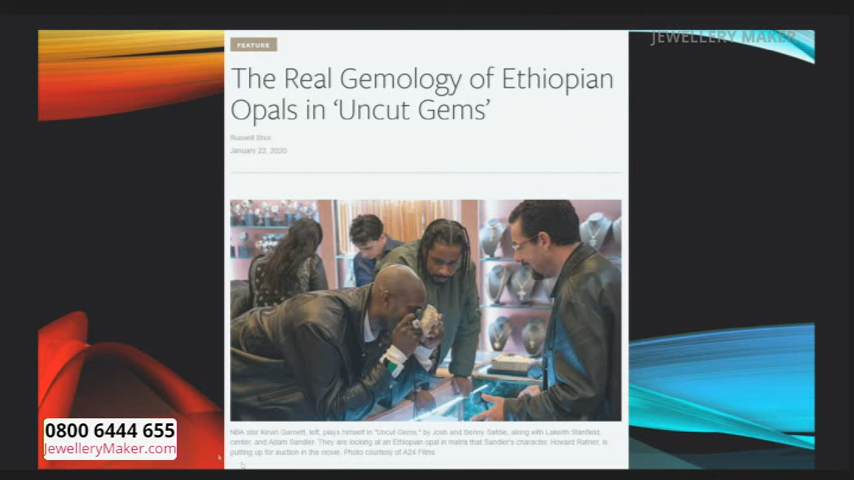 JEWELLERY MAKER
FEATURE
The Real Gemology of Ethiopian
Opals in ‘Uncut Gems’
Russell Shor
January 22, 2020
NBA star Kevin Garnett, left, plays himself in "Uncut Gems," by Josh and Benny Safdie, along with Lakeith Stanfield,
center, and Adam Sandler. They are looking at an Ethiopian opal in matrix that Sandler's character, Howard Ratner, is
putting up for auction in the movie. Photo courtesy of A24 Films
0800 6444 655
JewelleryMaker.com